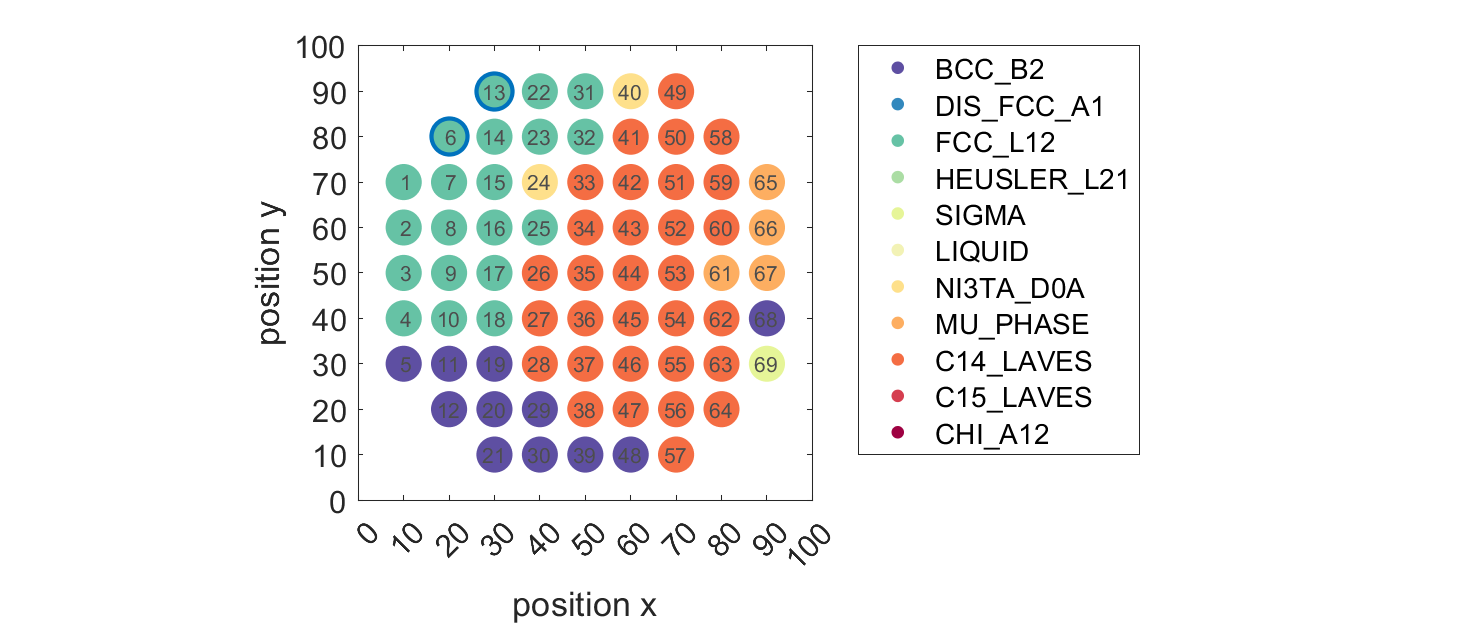 100
90 13 22 31 40 49
80 6 14 23 32 41 50 58
70 1 7 15 24 33 42 51 59 65
60 2 8 16 25 34 43 52 60 66
50 3 9 17 26 35 44 53 61 67
40 4 10 18 27 36 45 54 62 68
30 5 11 19 28 37 46 55 63 69
20 12 20 29 38 47 56 64
10 21 30 39 48 57
0
position y
0 10 20 30 40 50 60 70 80 90 100
position x
BCC_B2
DIS_FCC_A1
FCC_L12
HEUSLER_L21
SIGMA
LIQUID
NI3TA_D0A
MU_PHASE
C14_LAVES
C15_LAVES
CHI_A12